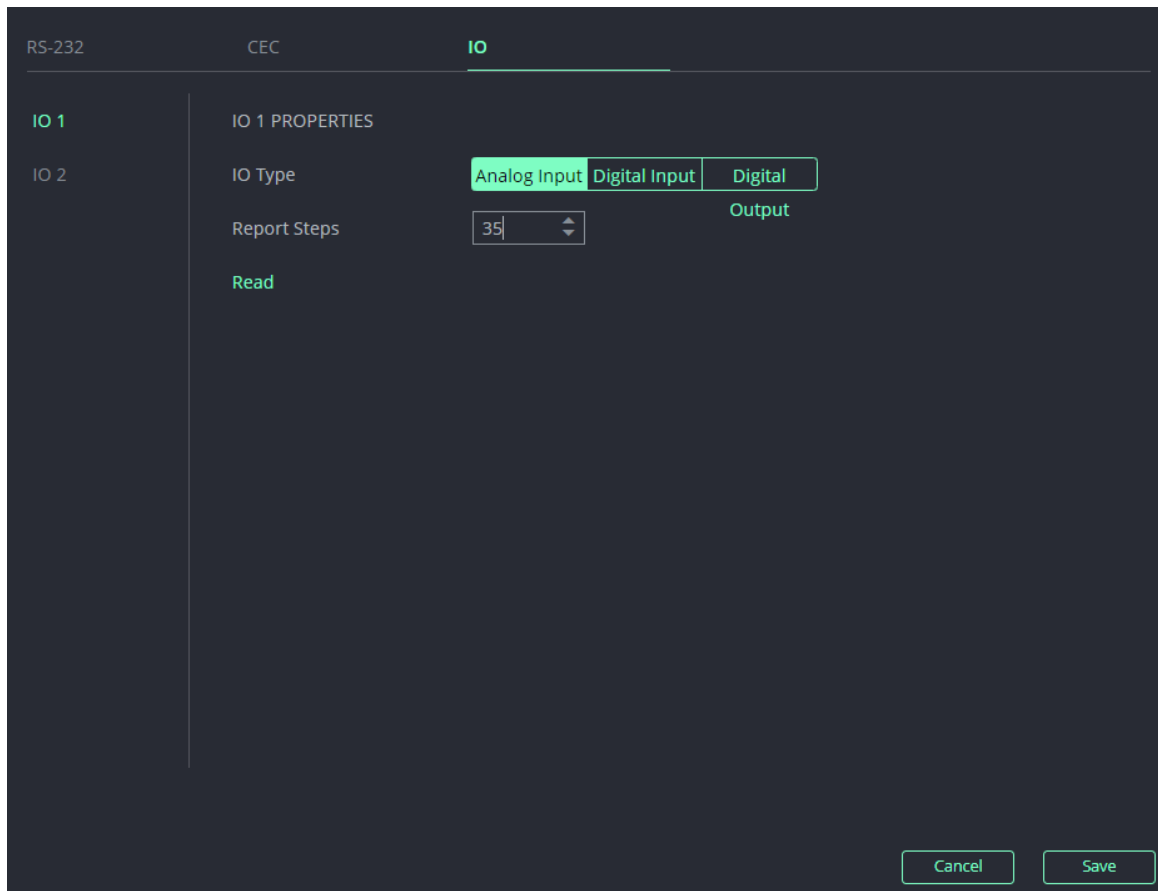 RS-232 CEC IO
IO 1 IO 1 PROPERTIES
IO 2 IO Type Analog Input Digital Input Digital Output
Report Steps 35
Read
Cancel Save